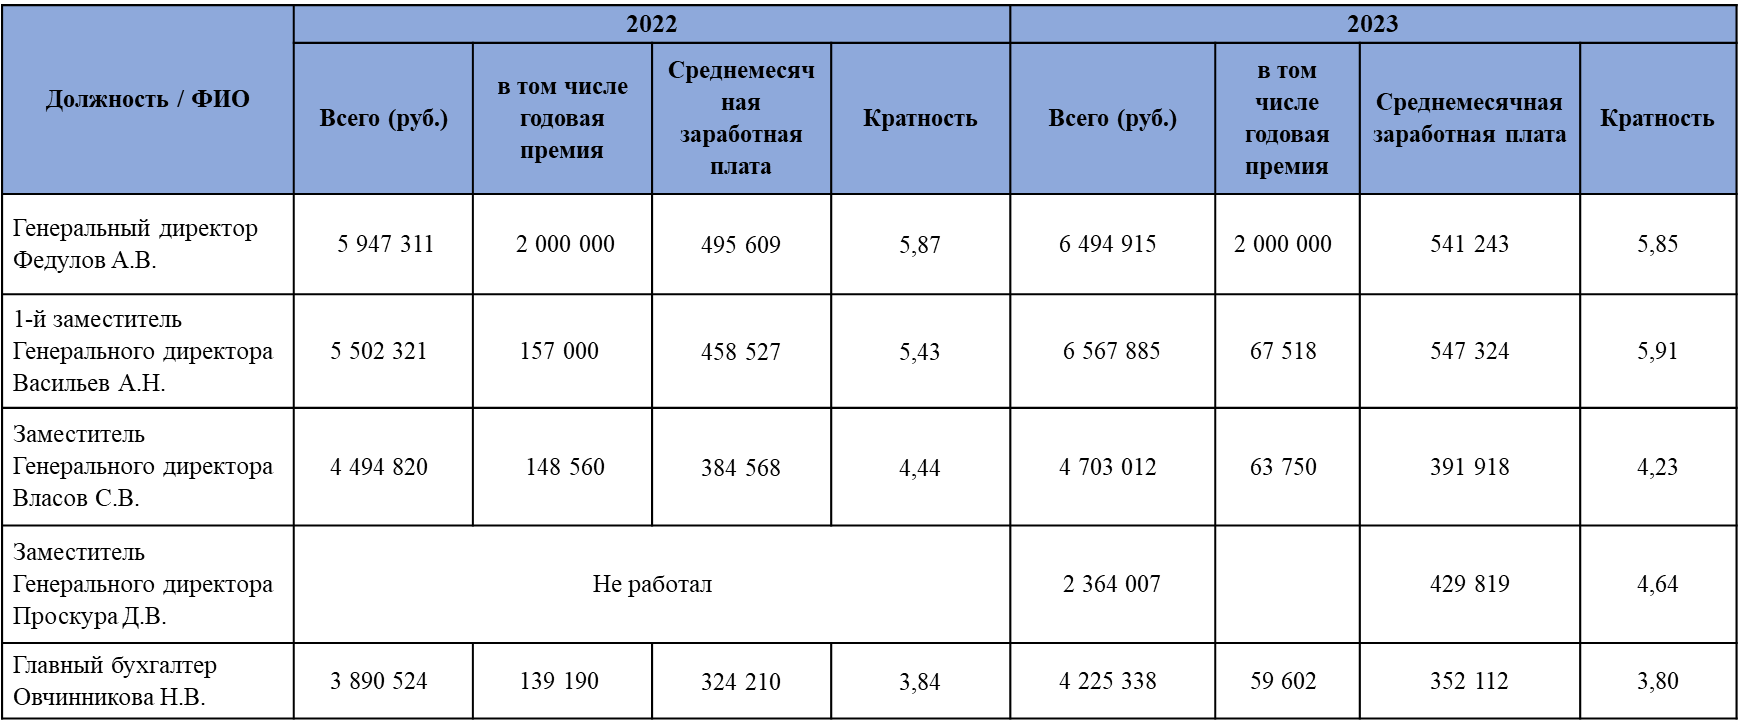 Должность / ФИО
2022
2023
Всего (руб.)
в том числе
годовая
премия
Среднемесяч
ная
заработная
плата
Кратность
Всего (руб.)
в том
числе
годовая
премия
Среднемесячная
заработная плата
Кратность
Генеральный директор
Федулов А.В.
5 947 311
2 000 000
495 609
5,87
6 494 915
2 000 000
541 243
5,85
1-й заместитель
Генерального директора
Васильев А.Н.
5 502 321
157 000
458 527
5,43
6 567 885
67 518
547 324
5,91
Заместитель
Генерального директора
Власов С.В.
4 494 820
148 560
384 568
4,44
4 703 012
63 750
391 918
4,23
Заместитель
Генерального директора
Проскура Д.В.
Не работал
2 364 007
429 819
4,64
Главный бухгалтер
Овчинникова Н.В.
3 890 524
139 190
324 210
3,84
4 225 338
59 602
352 112
3,80